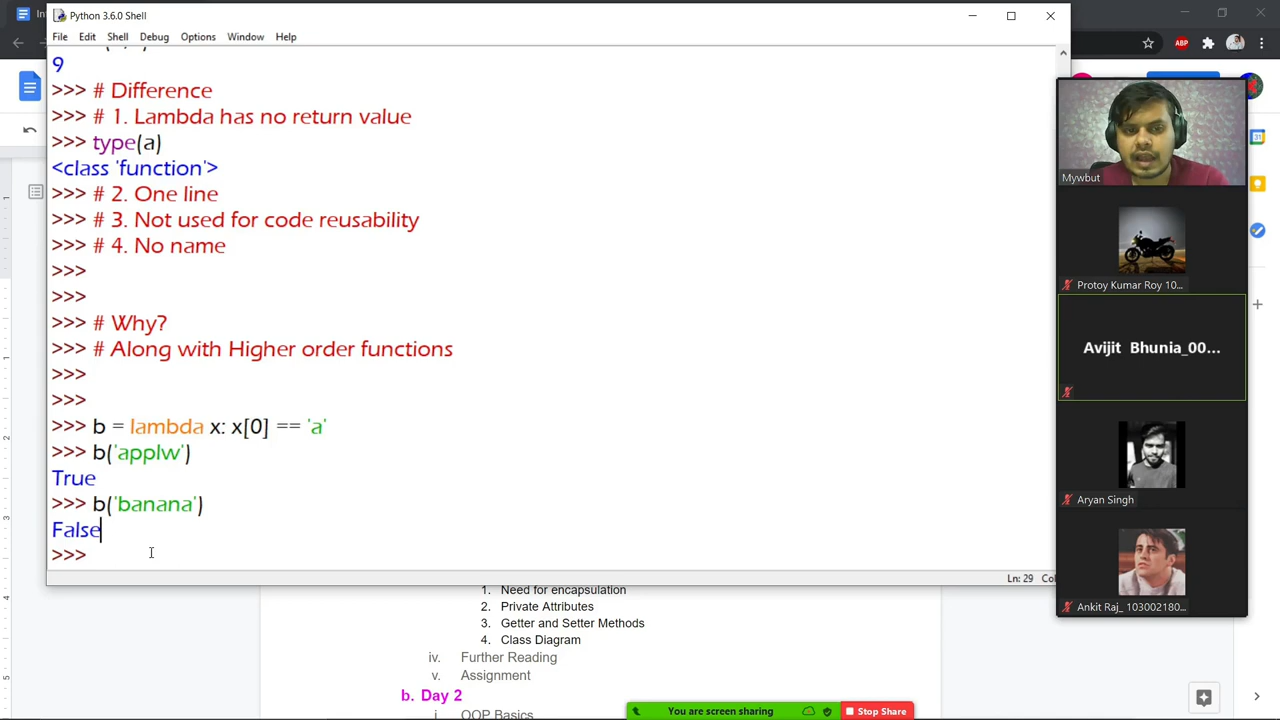 Python 3.6.0 Shell
File Edit Shell Debug Options Window Help
9
>>> # Difference
>>> # 1. Lambda has no return value
>>> type(a)
<class 'function'>
>>> # 2. One line
>>> # 3. Not used for code reusability
>>> # 4. No name
>>>
>>>
>>> # Why?
>>> # Along with Higher order functions
>>>
>>>
>>> b = lambda x: x[0] == 'a'
>>> b('applw')
True
>>> b('banana')
False
>>>
Ln: 29 Col
ABP
Mywbut
Protoy Kumar Roy 10...
Avijit Bhunia_00...
Aryan Singh
Ankit Raj_ 103002180...
1. Need for encapsulation
2. Private Attributes
3. Getter and Setter Methods
4. Class Diagram
iv. Further Reading
v. Assignment
b. Day 2
i. OOP Basics
You are screen sharing
Stop Share